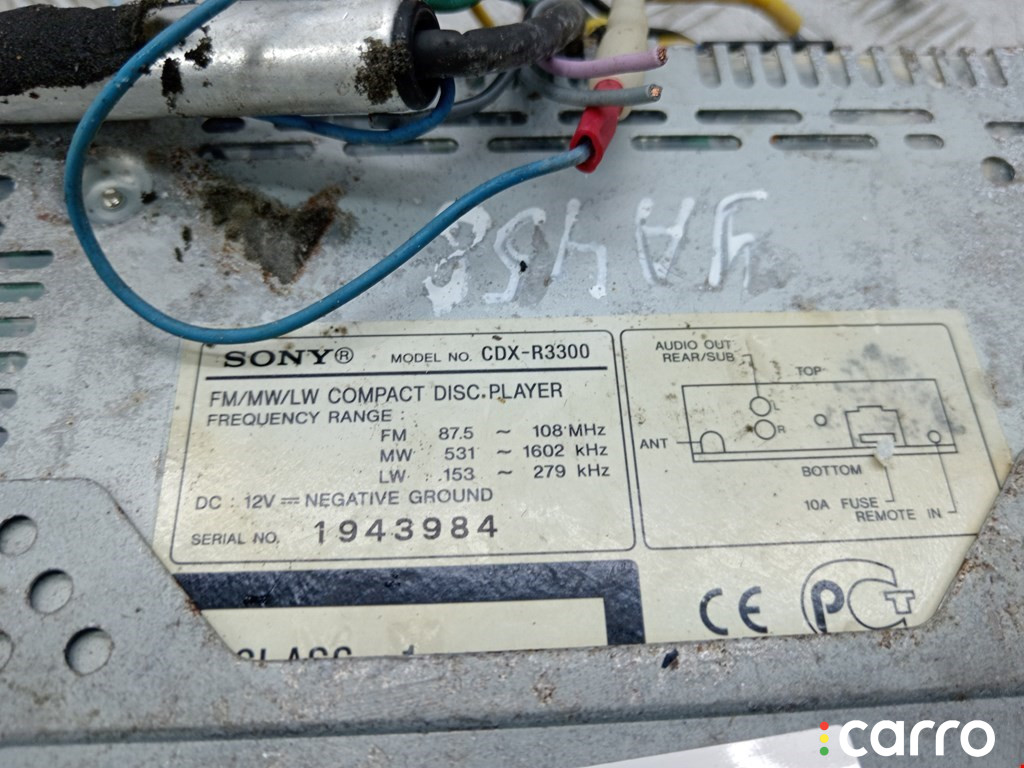 УА458
SONY® MODEL NO. CDX-R3300
FM/MW/LW COMPACT DISC PLAYER
FREQUENCY RANGE :
FM 87.5 ~ 108 MHz
MW 531 ~ 1602 kHz
LW 153 ~ 279 kHz
DC : 12V ⎓ NEGATIVE GROUND
SERIAL NO. 1943984
AUDIO OUT
REAR/SUB
TOP
L
R
ANT
BOTTOM
10A FUSE
REMOTE IN
CE
carro